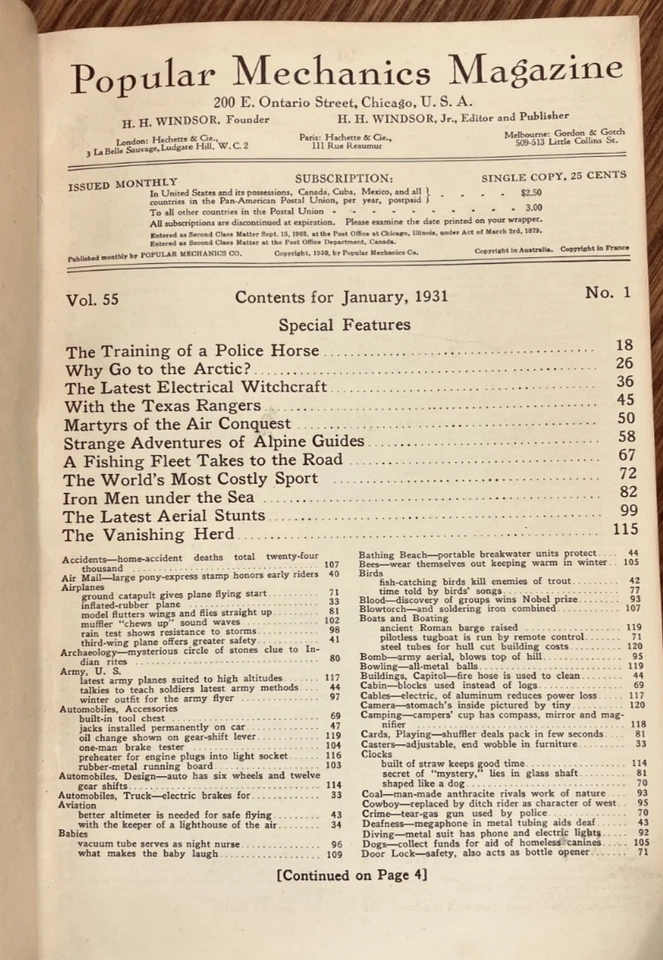 Popular Mechanics Magazine
200 E. Ontario Street, Chicago, U. S. A.
H. H. WINDSOR, Founder H. H. WINDSOR, Jr., Editor and Publisher
London: Hachette & Cie., Paris: Hachette & Cie., Melbourne: Gordon & Gotch
3 La Belle Sauvage, Ludgate Hill, W. C. 2 111 Rue Reaumur 509-513 Little Collins St.
ISSUED MONTHLY SUBSCRIPTION: SINGLE COPY, 25 CENTS
In United States and its possessions, Canada, Cuba, Mexico, and all }
countries in the Pan-American Postal Union, per year, postpaid } - - - - $2.50
To all other countries in the Postal Union - - - - - - - - - 3.00
All subscriptions are discontinued at expiration. Please examine the date printed on your wrapper.
Entered as Second Class Matter Sept. 15, 1903, at the Post Office at Chicago, Illinois, under Act of March 3rd, 1879.
Entered as Second Class Matter at the Post Office Department, Canada.
Published monthly by POPULAR MECHANICS CO. Copyright, 1930, by Popular Mechanics Co. Copyright in Australia. Copyright in France
Vol. 55 Contents for January, 1931 No. 1
Special Features
The Training of a Police Horse 18
Why Go to the Arctic? 26
The Latest Electrical Witchcraft 36
With the Texas Rangers 45
Martyrs of the Air Conquest 50
Strange Adventures of Alpine Guides 58
A Fishing Fleet Takes to the Road 67
The World's Most Costly Sport 72
Iron Men under the Sea 82
The Latest Aerial Stunts 99
The Vanishing Herd 115
Accidents—home-accident deaths total twenty-four
thousand 107
Air Mail—large pony-express stamp honors early riders 40
Airplanes
ground catapult gives plane flying start 71
inflated-rubber plane 33
model flutters wings and flies straight up 81
muffler "chews up" sound waves 102
rain test shows resistance to storms 98
third-wing plane offers greater safety 41
Archaeology—mysterious circle of stones clue to In-
dian rites 80
Army, U. S.
latest army planes suited to high altitudes 117
talkies to teach soldiers latest army methods 44
winter outfit for the army flyer 97
Automobiles, Accessories
built-in tool chest 69
jacks installed permanently on car 47
oil change shown on gear-shift lever 119
one-man brake tester 104
preheater for engine plugs into light socket 116
rubber-metal running board 103
Automobiles, Design—auto has six wheels and twelve
gear shifts 114
Automobiles, Truck—electric brakes for 33
Aviation
better altimeter is needed for safe flying 43
with the keeper of a lighthouse of the air 34
Babies
vacuum tube serves as night nurse 96
what makes the baby laugh 109
Bathing Beach—portable breakwater units protect 44
Bees—wear themselves out keeping warm in winter 105
Birds
fish-catching birds kill enemies of trout 42
time told by birds' songs 77
Blood—discovery of groups wins Nobel prize 93
Blowtorch—and soldering iron combined 107
Boats and Boating
ancient Roman barge raised 119
pilotless tugboat is run by remote control 71
steel tubes for hull cut building costs 120
Bomb—army aerial, blows top of hill 95
Bowling—all-metal balls 119
Buildings, Capitol—fire hose is used to clean 44
Cabin—blocks used instead of logs 69
Cables—electric, of aluminum reduces power loss 117
Camera—stomach's inside pictured by tiny 120
Camping—campers' cup has compass, mirror and mag-
nifier 118
Cards, Playing—shuffler deals pack in few seconds 81
Casters—adjustable, end wobble in furniture 33
Clocks
built of straw keeps good time 114
secret of "mystery," lies in glass shaft 81
shaped like a dog 70
Coal—man-made anthracite rivals work of nature 93
Cowboy—replaced by ditch rider as character of west 95
Crime—tear-gas gun used by police 70
Deafness—megaphone in metal tubing aids deaf 43
Diving—metal suit has phone and electric lights 92
Dogs—collect funds for aid of homeless canines 105
Door Lock—safety, also acts as bottle opener 71
[Continued on Page 4]